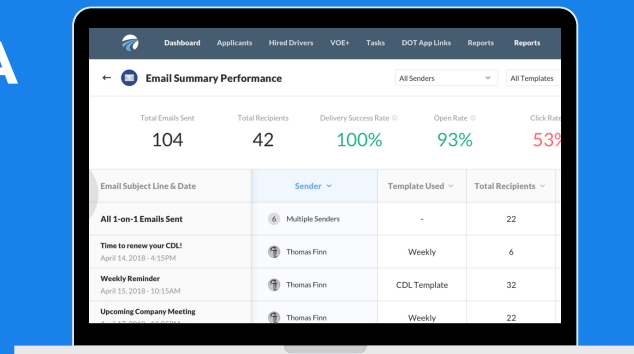 A
Dashboard Applicants Hired Drivers VOE+ Tasks DOT App Links Reports Reports
Email Summary Performance All Senders All Templates
Total Emails Sent Total Recipients Delivery Success Rate Open Rate Click Rate
104 42 100% 93% 53%
Email Subject Line & Date Sender Template Used Total Recipients
All 1-on-1 Emails Sent 6 Multiple Senders - 22
Time to renew your CDL!
April 14, 2018 - 4:15PM Thomas Finn Weekly 6
Weekly Reminder
April 15, 2018 - 10:15AM Thomas Finn CDL Template 32
Upcoming Company Meeting
Thomas Finn Weekly 22